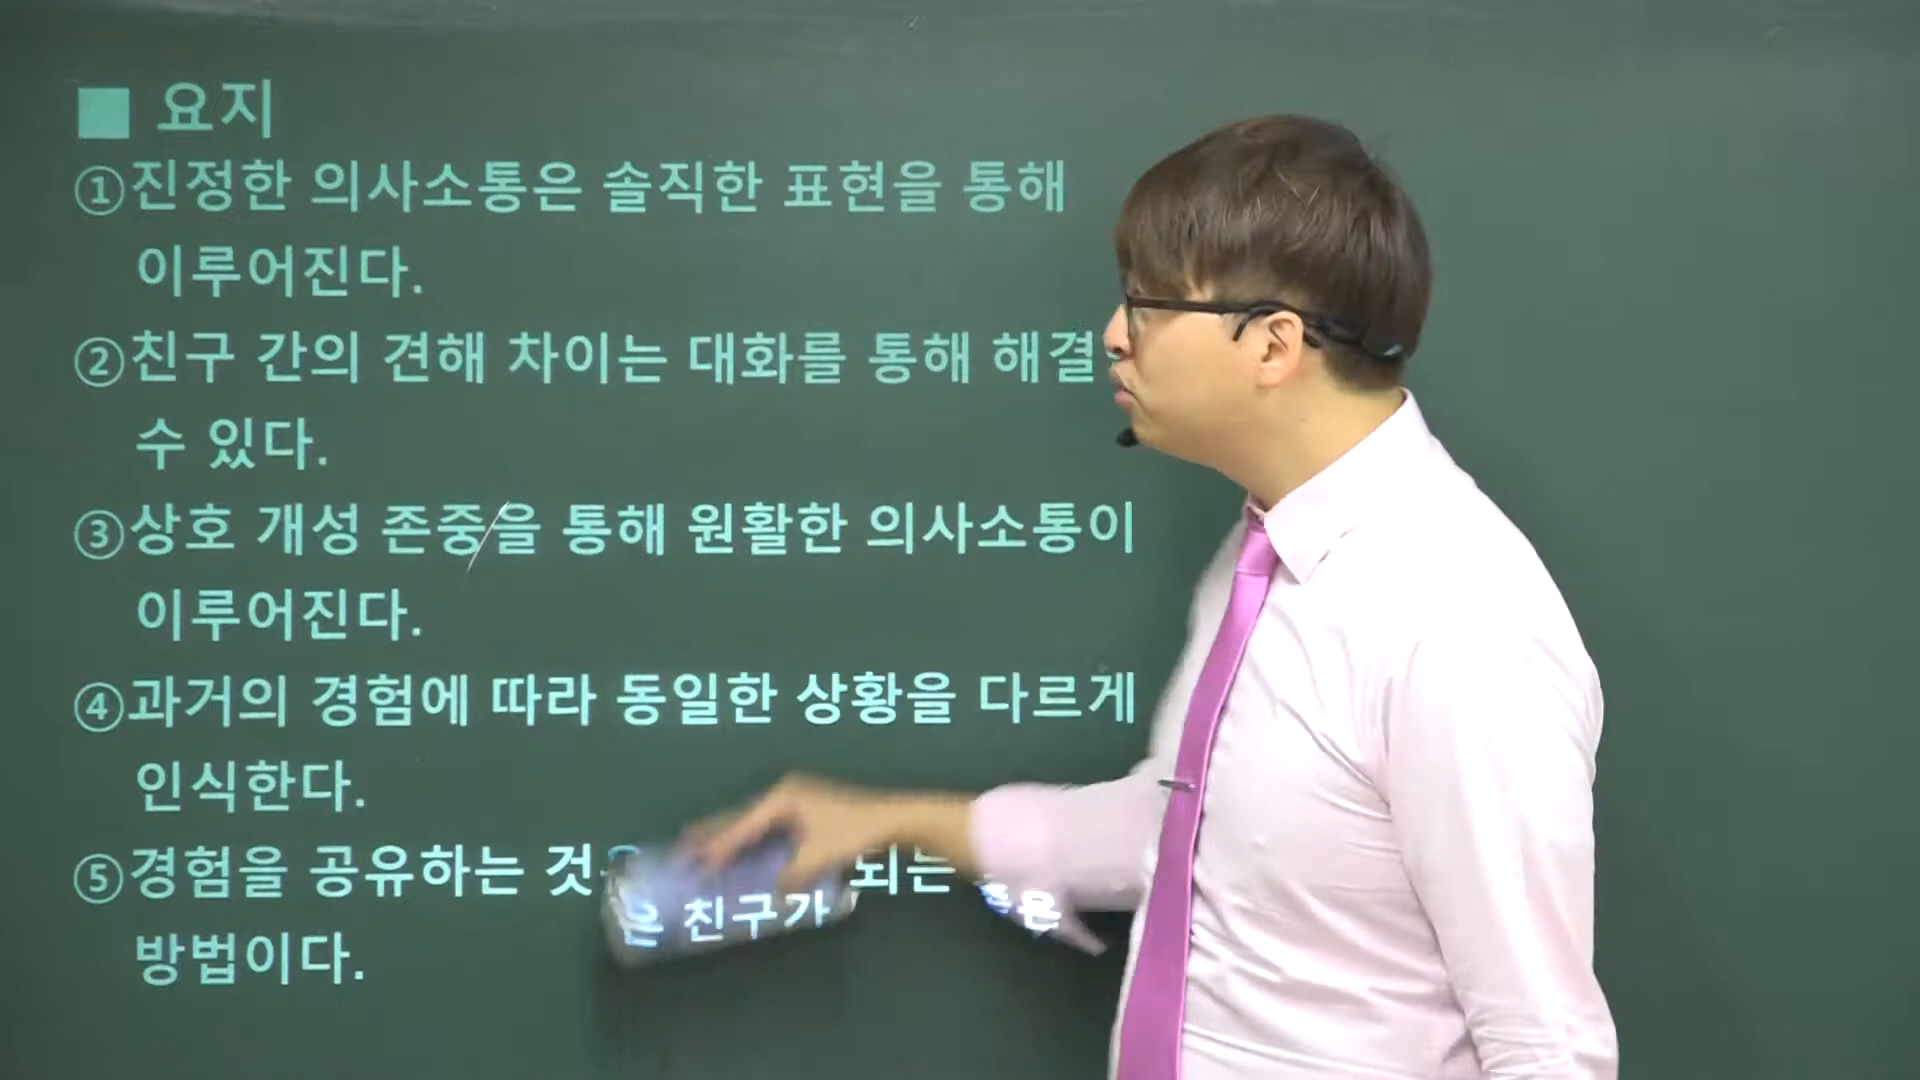 ■ 요지
①진정한 의사소통은 솔직한 표현을 통해
이루어진다.
②친구 간의 견해 차이는 대화를 통해 해결
수 있다.
③상호 개성 존중을 통해 원활한 의사소통이
이루어진다.
④과거의 경험에 따라 동일한 상황을 다르게
인식한다.
⑤경험을 공유하는 것은 친구가 되는
방법이다.